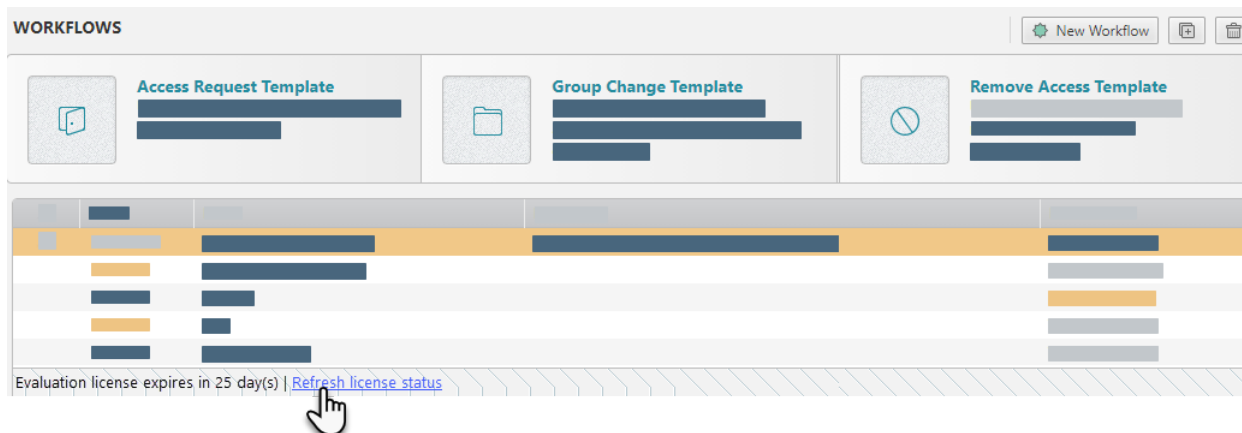 WORKFLOWS
New Workflow
Access Request Template
Group Change Template
Remove Access Template
Evaluation license expires in 25 day(s) | Refresh license status